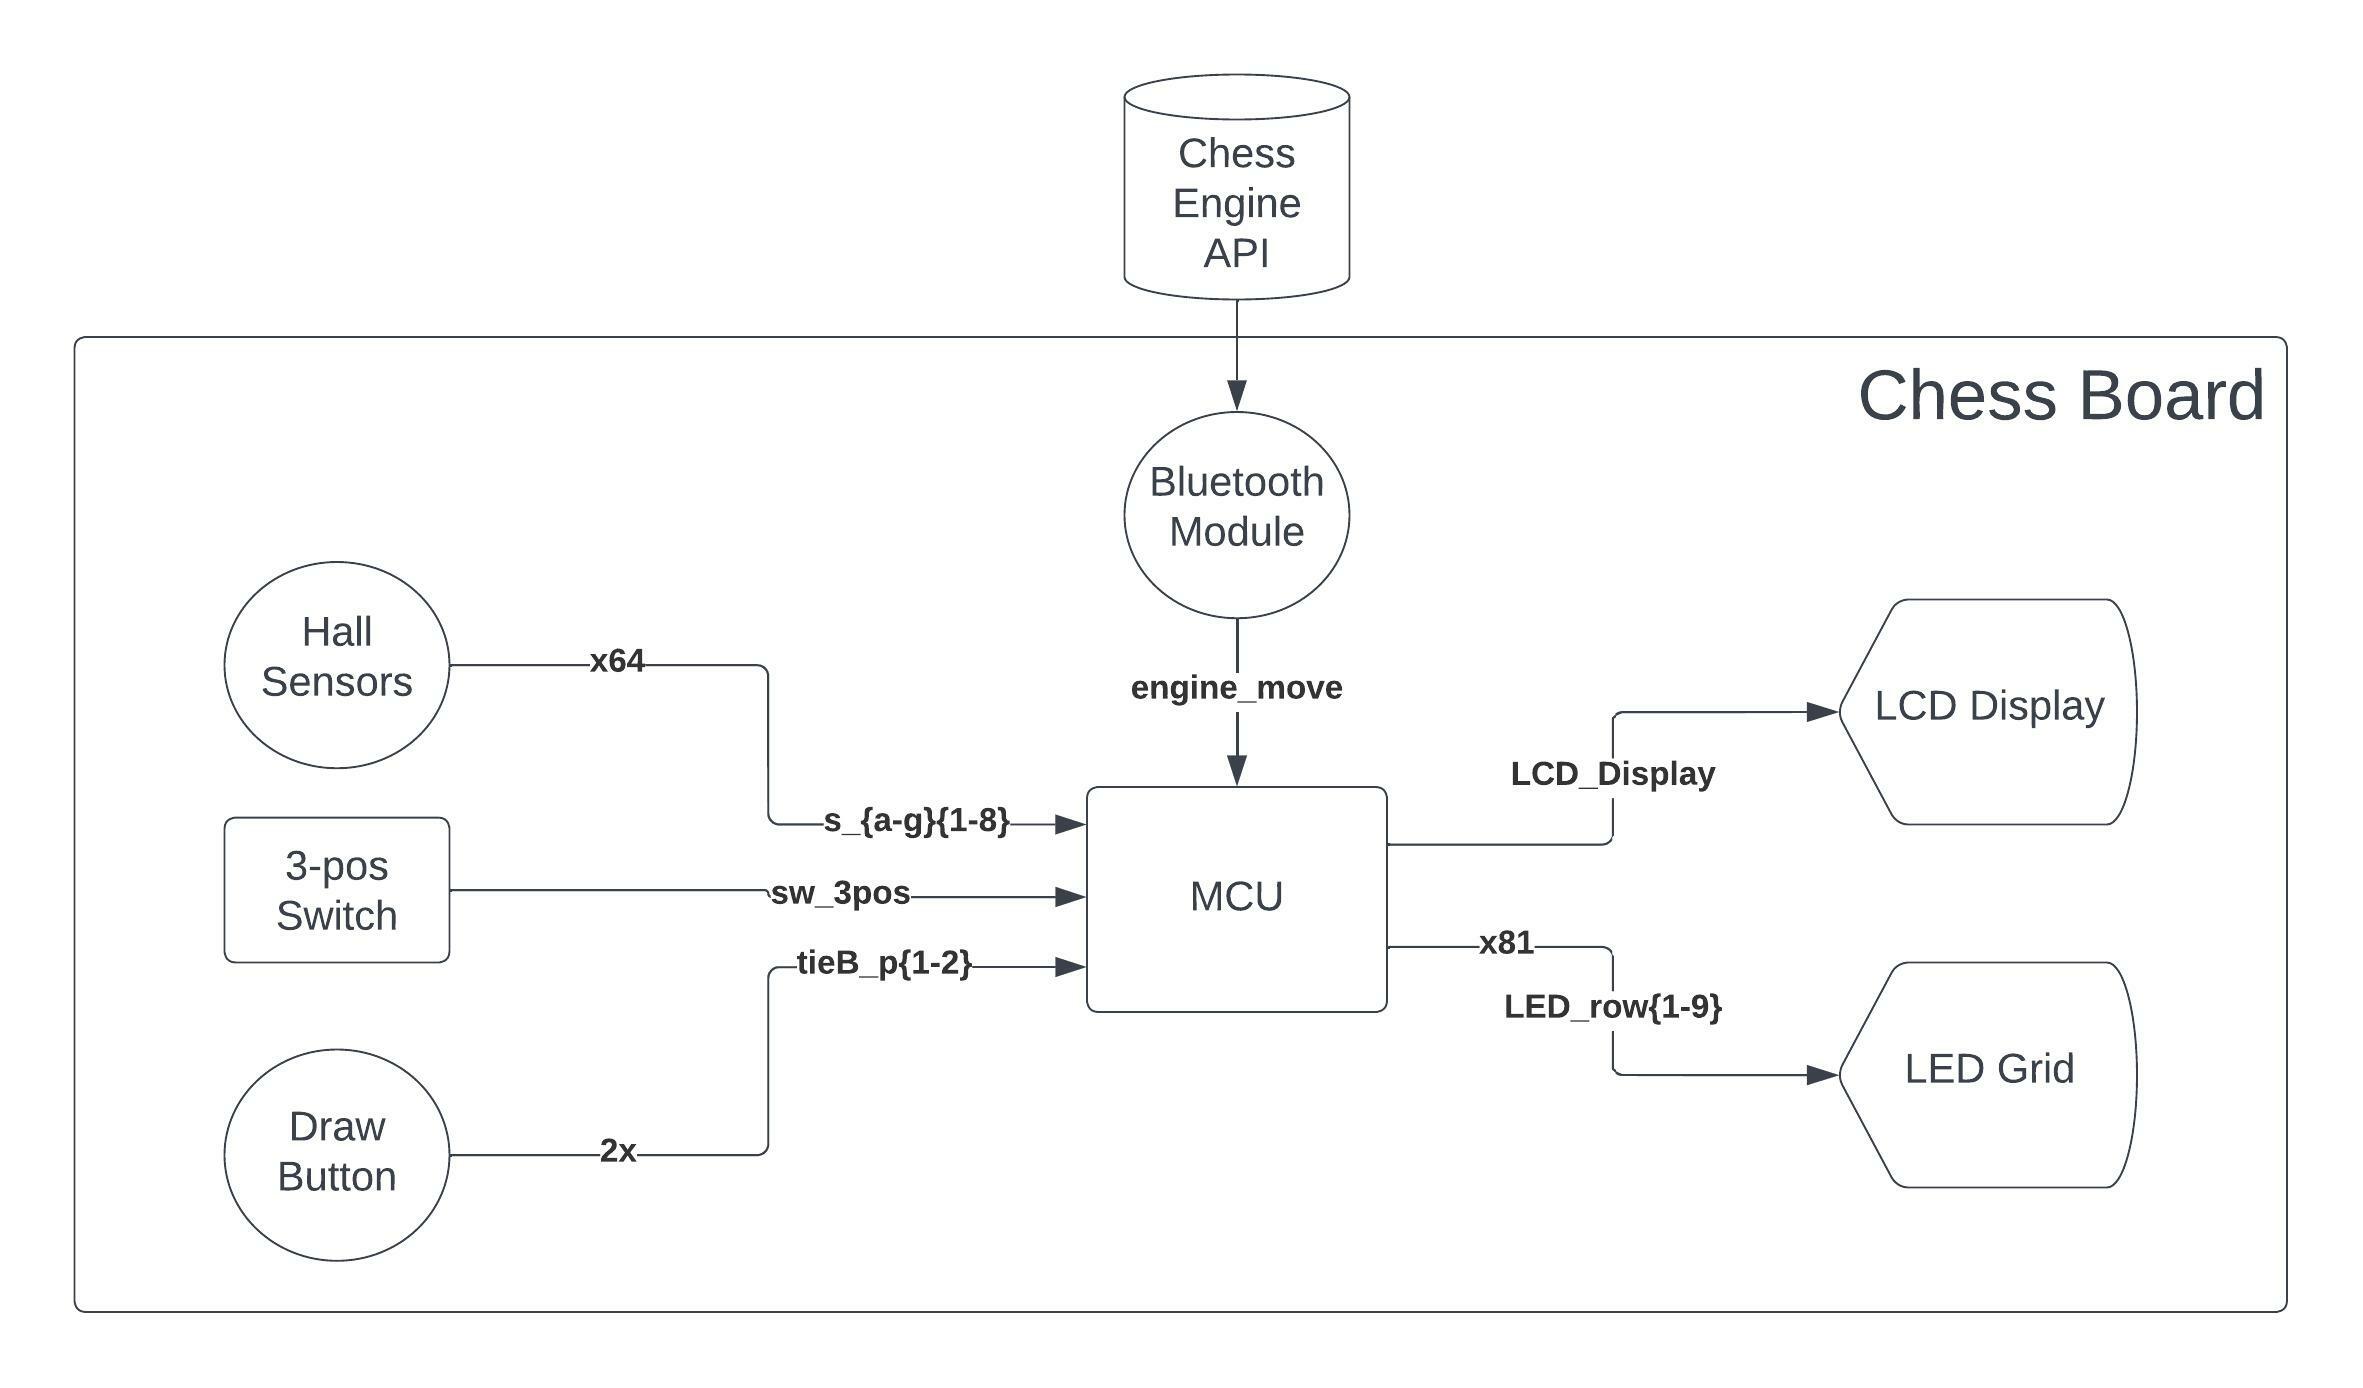 Chess
Engine
API
Chess Board
Bluetooth
Module
Hall
Sensors
x64
engine_move
s_{a-g}{1-8}
3-pos
Switch
sw_3pos
tieB_p{1-2}
Draw
Button
2x
MCU
LCD_Display
LCD Display
x81
LED_row{1-9}
LED Grid